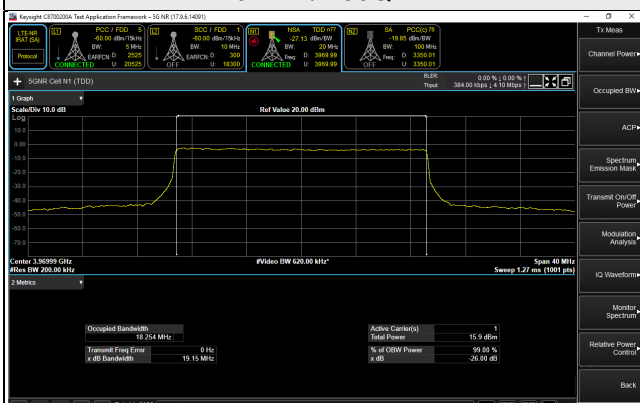 Keysight C8700200A Test Application Framework – 5G NR (17.9.6.14091)
LTE-NR
IRAT (SA)
Protocol
L1
PCC / FDD 5
-60.00 dBm/15kHz
BW: 5 MHz
EARFCN: D: 2525
CONNECTED U: 20525
L2
SCC / FDD 1
-60.00 dBm/15kHz
BW: 10 MHz
EARFCN: D: 300
OFF U: 18300
N1
NSA TDD n77
-27.13 dBm/BW
BW: 20 MHz
Freq: D: 3969.99
CONNECTED U: 3969.99
N2
SA PCC(c) 78
-19.85 dBm/BW
BW: 100 MHz
Freq: D: 3350.01
OFF U: 3350.01
Tx Meas
Channel Power
Occupied BW
ACP
Spectrum
Emission Mask
Transmit On/Off
Power
Modulation
Analysis
IQ Waveform
Monitor
Spectrum
Relative Power
Control
Back
5GNR Cell N1 (TDD)
BLER: 0.00 % ↓ 0.00 % ↑
Thput: 384.00 kbps ↓ 4.10 Mbps ↑
1 Graph
Scale/Div 10.0 dB
Ref Value 20.00 dBm
Log
10.0
0.00
-10.0
-20.0
-30.0
-40.0
-50.0
-60.0
-70.0
Center 3.96999 GHz
#Video BW 620.00 kHz*
Span 40 MHz
#Res BW 200.00 kHz
Sweep 1.27 ms (1001 pts)
2 Metrics
Occupied Bandwidth
18.254 MHz
Transmit Freq Error 0 Hz
x dB Bandwidth 19.15 MHz
Active Carrier(s) 1
Total Power 15.9 dBm
% of OBW Power 99.00 %
x dB -26.00 dB